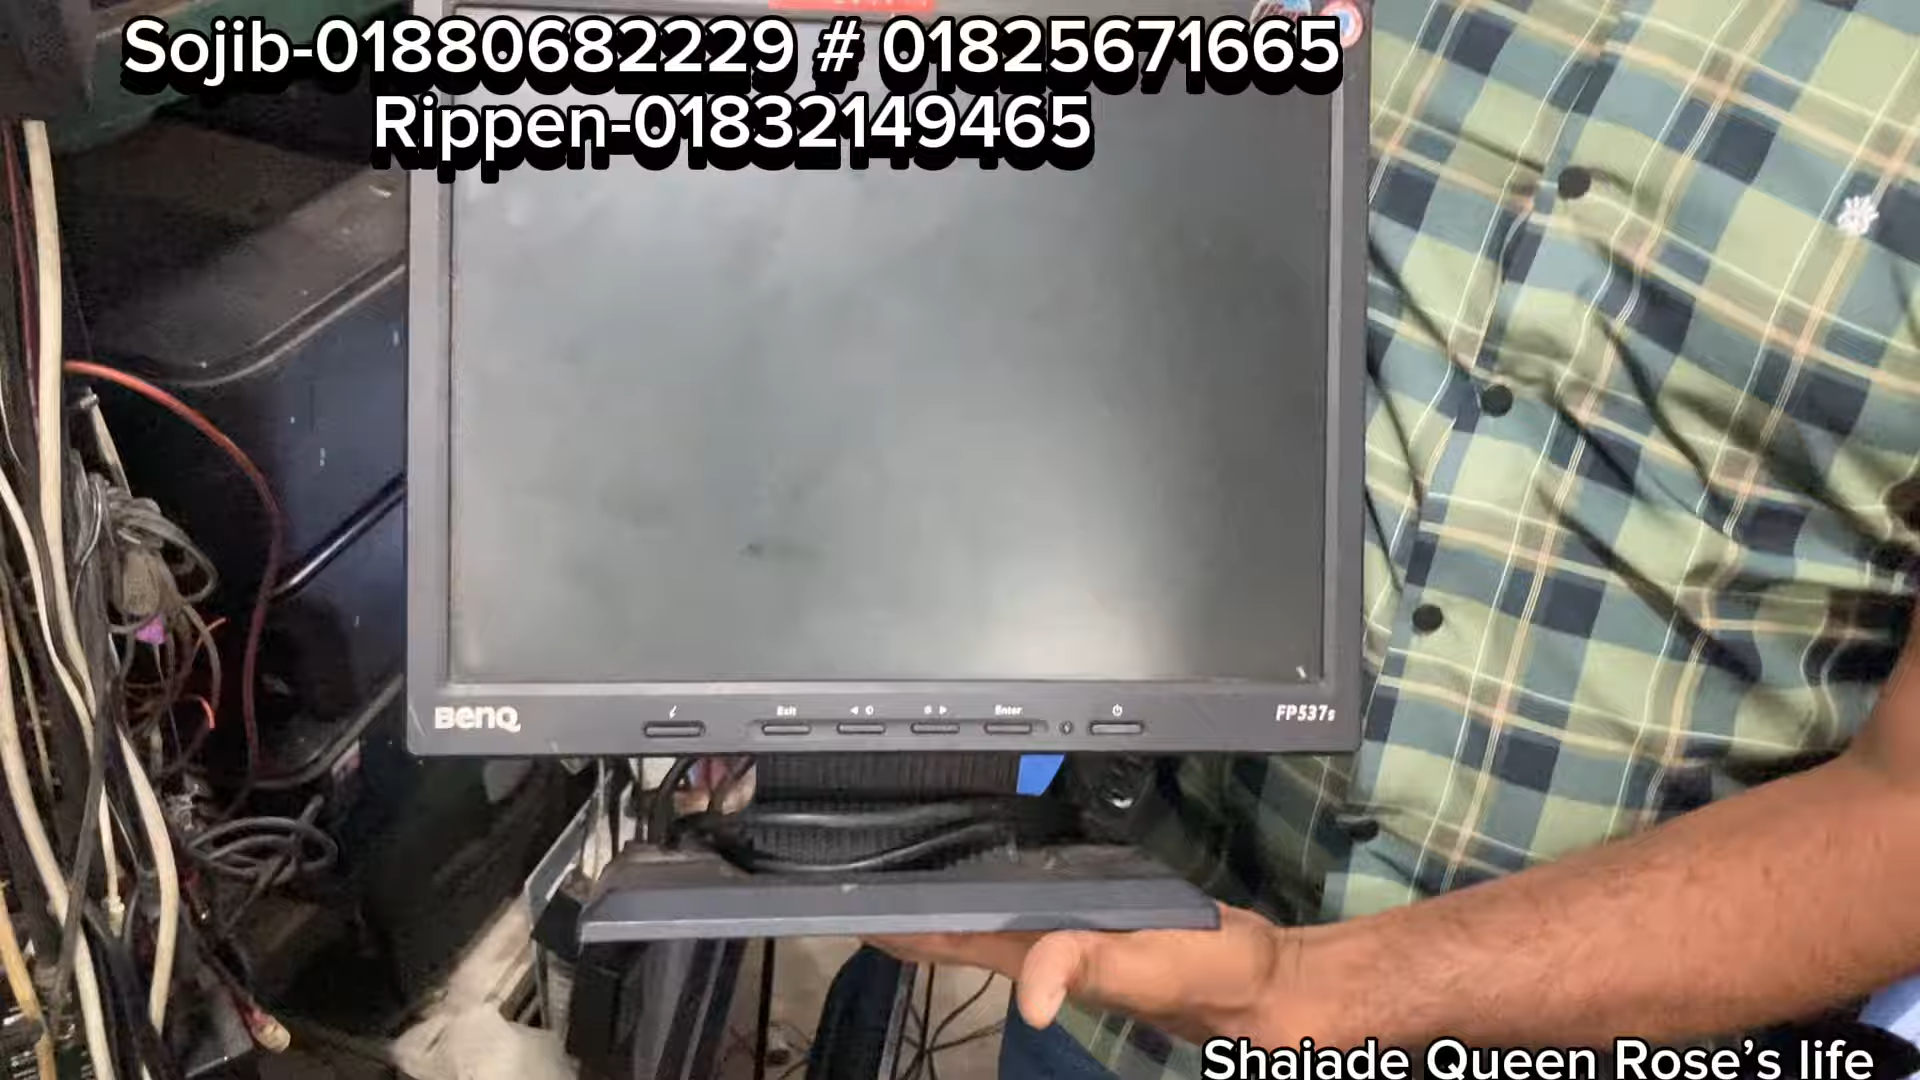 Sojib-01880682229 # 01825671665
Rippen-01832149465
BenQ
Exit
Enter
FP537s
Shajade Queen Rose's life